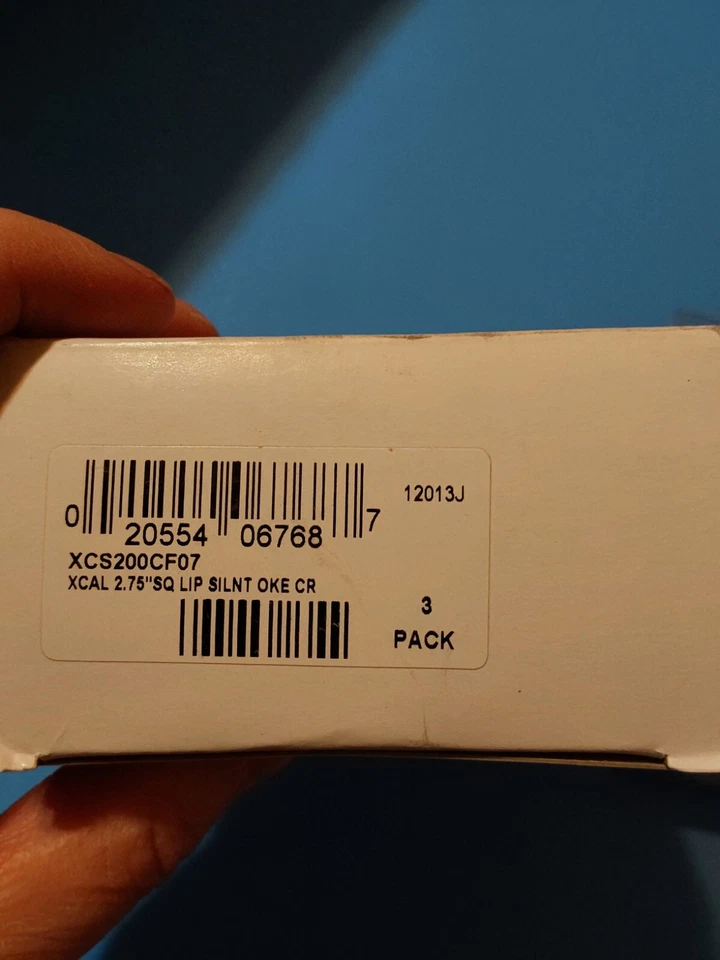 12013J
0 20554 06768 7
XCS200CF07
XCAL 2.75"SQ LIP SILNT OKE CR
3
PACK